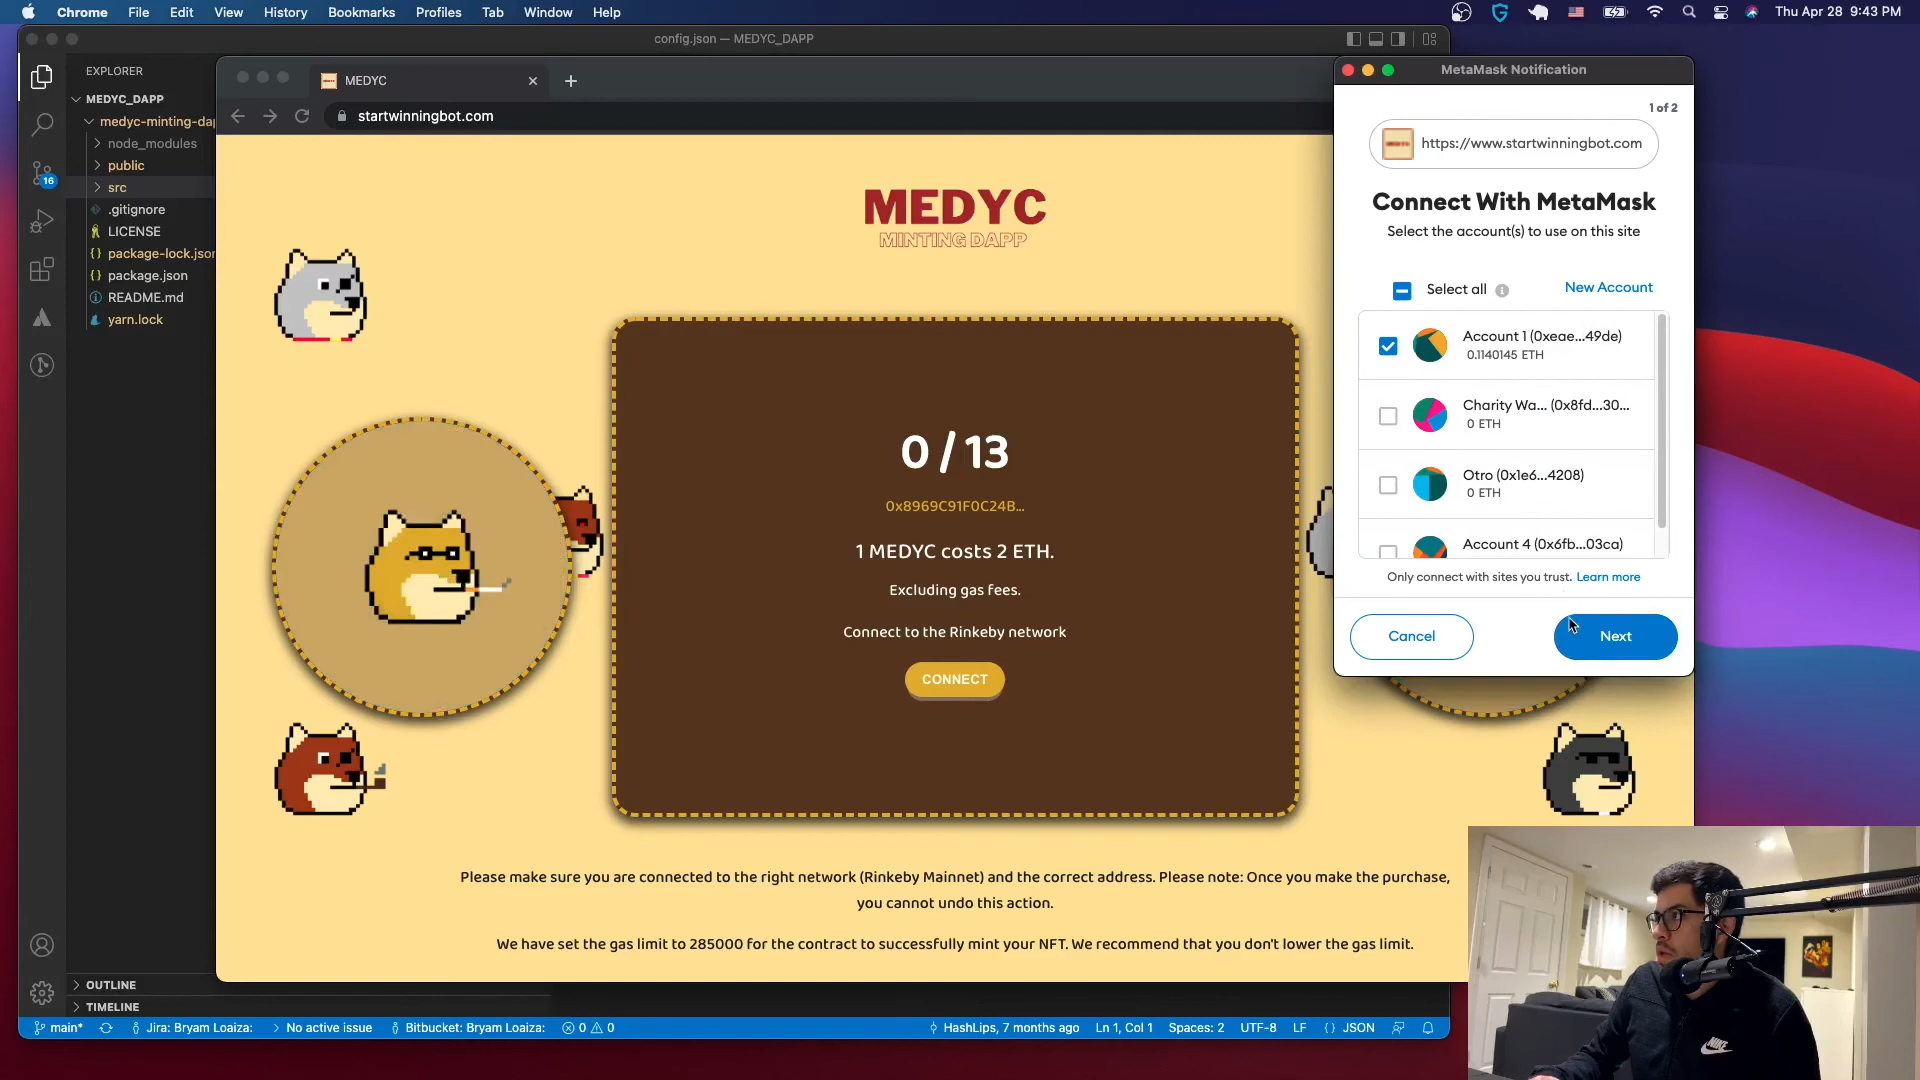 Chrome File Edit View History Bookmarks Profiles Tab Window Help
Thu Apr 28 9:43 PM
config.json — MEDYC_DAPP
EXPLORER
MEDYC_DAPP
medyc-minting-dap
node_modules
public
src
.gitignore
LICENSE
package-lock.json
package.json
README.md
yarn.lock
16
OUTLINE
TIMELINE
MEDYC
startwinningbot.com
MEDYC
MINTING DAPP
0 / 13
0x8969C91F0C24B...
1 MEDYC costs 2 ETH.
Excluding gas fees.
Connect to the Rinkeby network
CONNECT
Please make sure you are connected to the right network (Rinkeby Mainnet) and the correct address. Please note: Once you make the purchase,
you cannot undo this action.
We have set the gas limit to 285000 for the contract to successfully mint your NFT. We recommend that you don't lower the gas limit.
MetaMask Notification
1 of 2
https://www.startwinningbot.com
Connect With MetaMask
Select the account(s) to use on this site
Select all
New Account
Account 1 (0xeae...49de)
0.1140145 ETH
Charity Wa... (0x8fd...30...
0 ETH
Otro (0x1e6...4208)
0 ETH
Account 4 (0x6fb...03ca)
Only connect with sites you trust. Learn more
Cancel
Next
main* Jira: Bryam Loaiza: No active issue Bitbucket: Bryam Loaiza: 0 0
HashLips, 7 months ago Ln 1, Col 1 Spaces: 2 UTF-8 LF {} JSON
NIKE